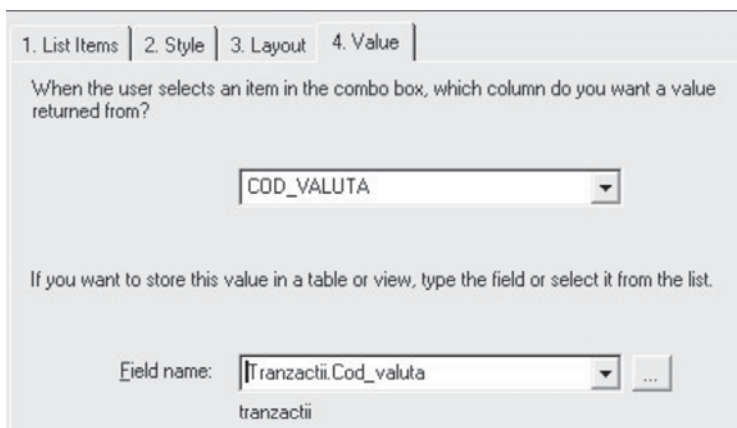 1. List Items 2. Style 3. Layout 4. Value
When the user selects an item in the combo box, which column do you want a value
returned from?
COD_VALUTA
If you want to store this value in a table or view, type the field or select it from the list.
Field name: Tranzactii.Cod_valuta ...
tranzactii